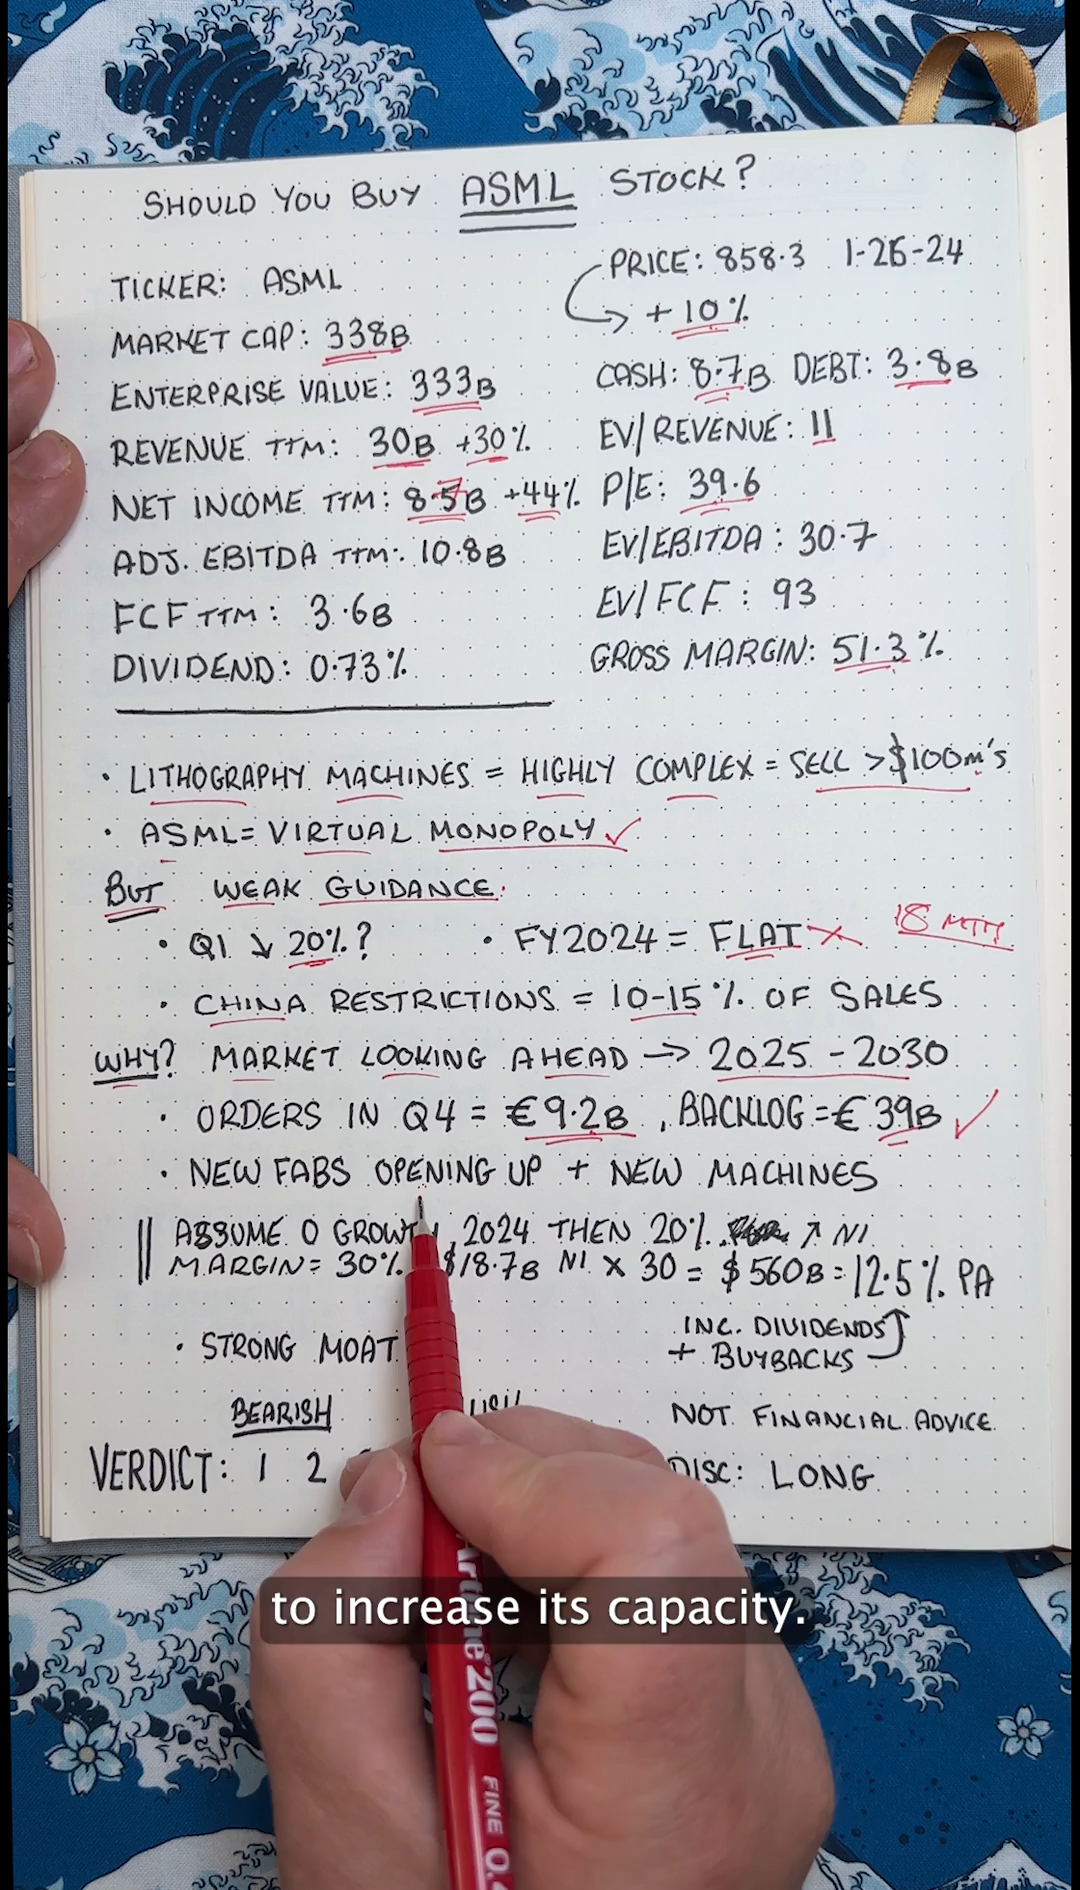 SHOULD YOU BUY ASML STOCK?
TICKER: ASML
MARKET CAP: 338B
ENTERPRISE VALUE: 333B
REVENUE TTM: 30B +30%
NET INCOME TTM: 8.5B +44%
ADJ. EBITDA TTM: 10.8B
FCF TTM: 3.6B
DIVIDEND: 0.73%
PRICE: 858.3 1-26-24
→ +10%
CASH: 8.7B DEBT: 3.8B
EV/REVENUE: 11
P/E: 39.6
EV/EBITDA: 30.7
EV/FCF: 93
GROSS MARGIN: 51.3%
• LITHOGRAPHY MACHINES = HIGHLY COMPLEX = SELL >$100m's
• ASML = VIRTUAL MONOPOLY ✓
BUT WEAK GUIDANCE:
• Q1 ↘ 20%? • FY2024 = FLAT ✗ 18 MTH
• CHINA RESTRICTIONS = 10-15% OF SALES
WHY? MARKET LOOKING AHEAD → 2025 - 2030
• ORDERS IN Q4 = €9.2B, BACKLOG = €39B ✓
• NEW FABS OPENING UP + NEW MACHINES
ASSUME 0 GROWTH, 2024 THEN 20% ↗ NI
MARGIN = 30% $18.7B NI X 30 = $560B = 12.5% PA
INC. DIVIDENDS
+ BUYBACKS
• STRONG MOAT
BEARISH
NOT FINANCIAL ADVICE
VERDICT: 1 2 DISC: LONG
to increase its capacity.
200 FINE 0.4